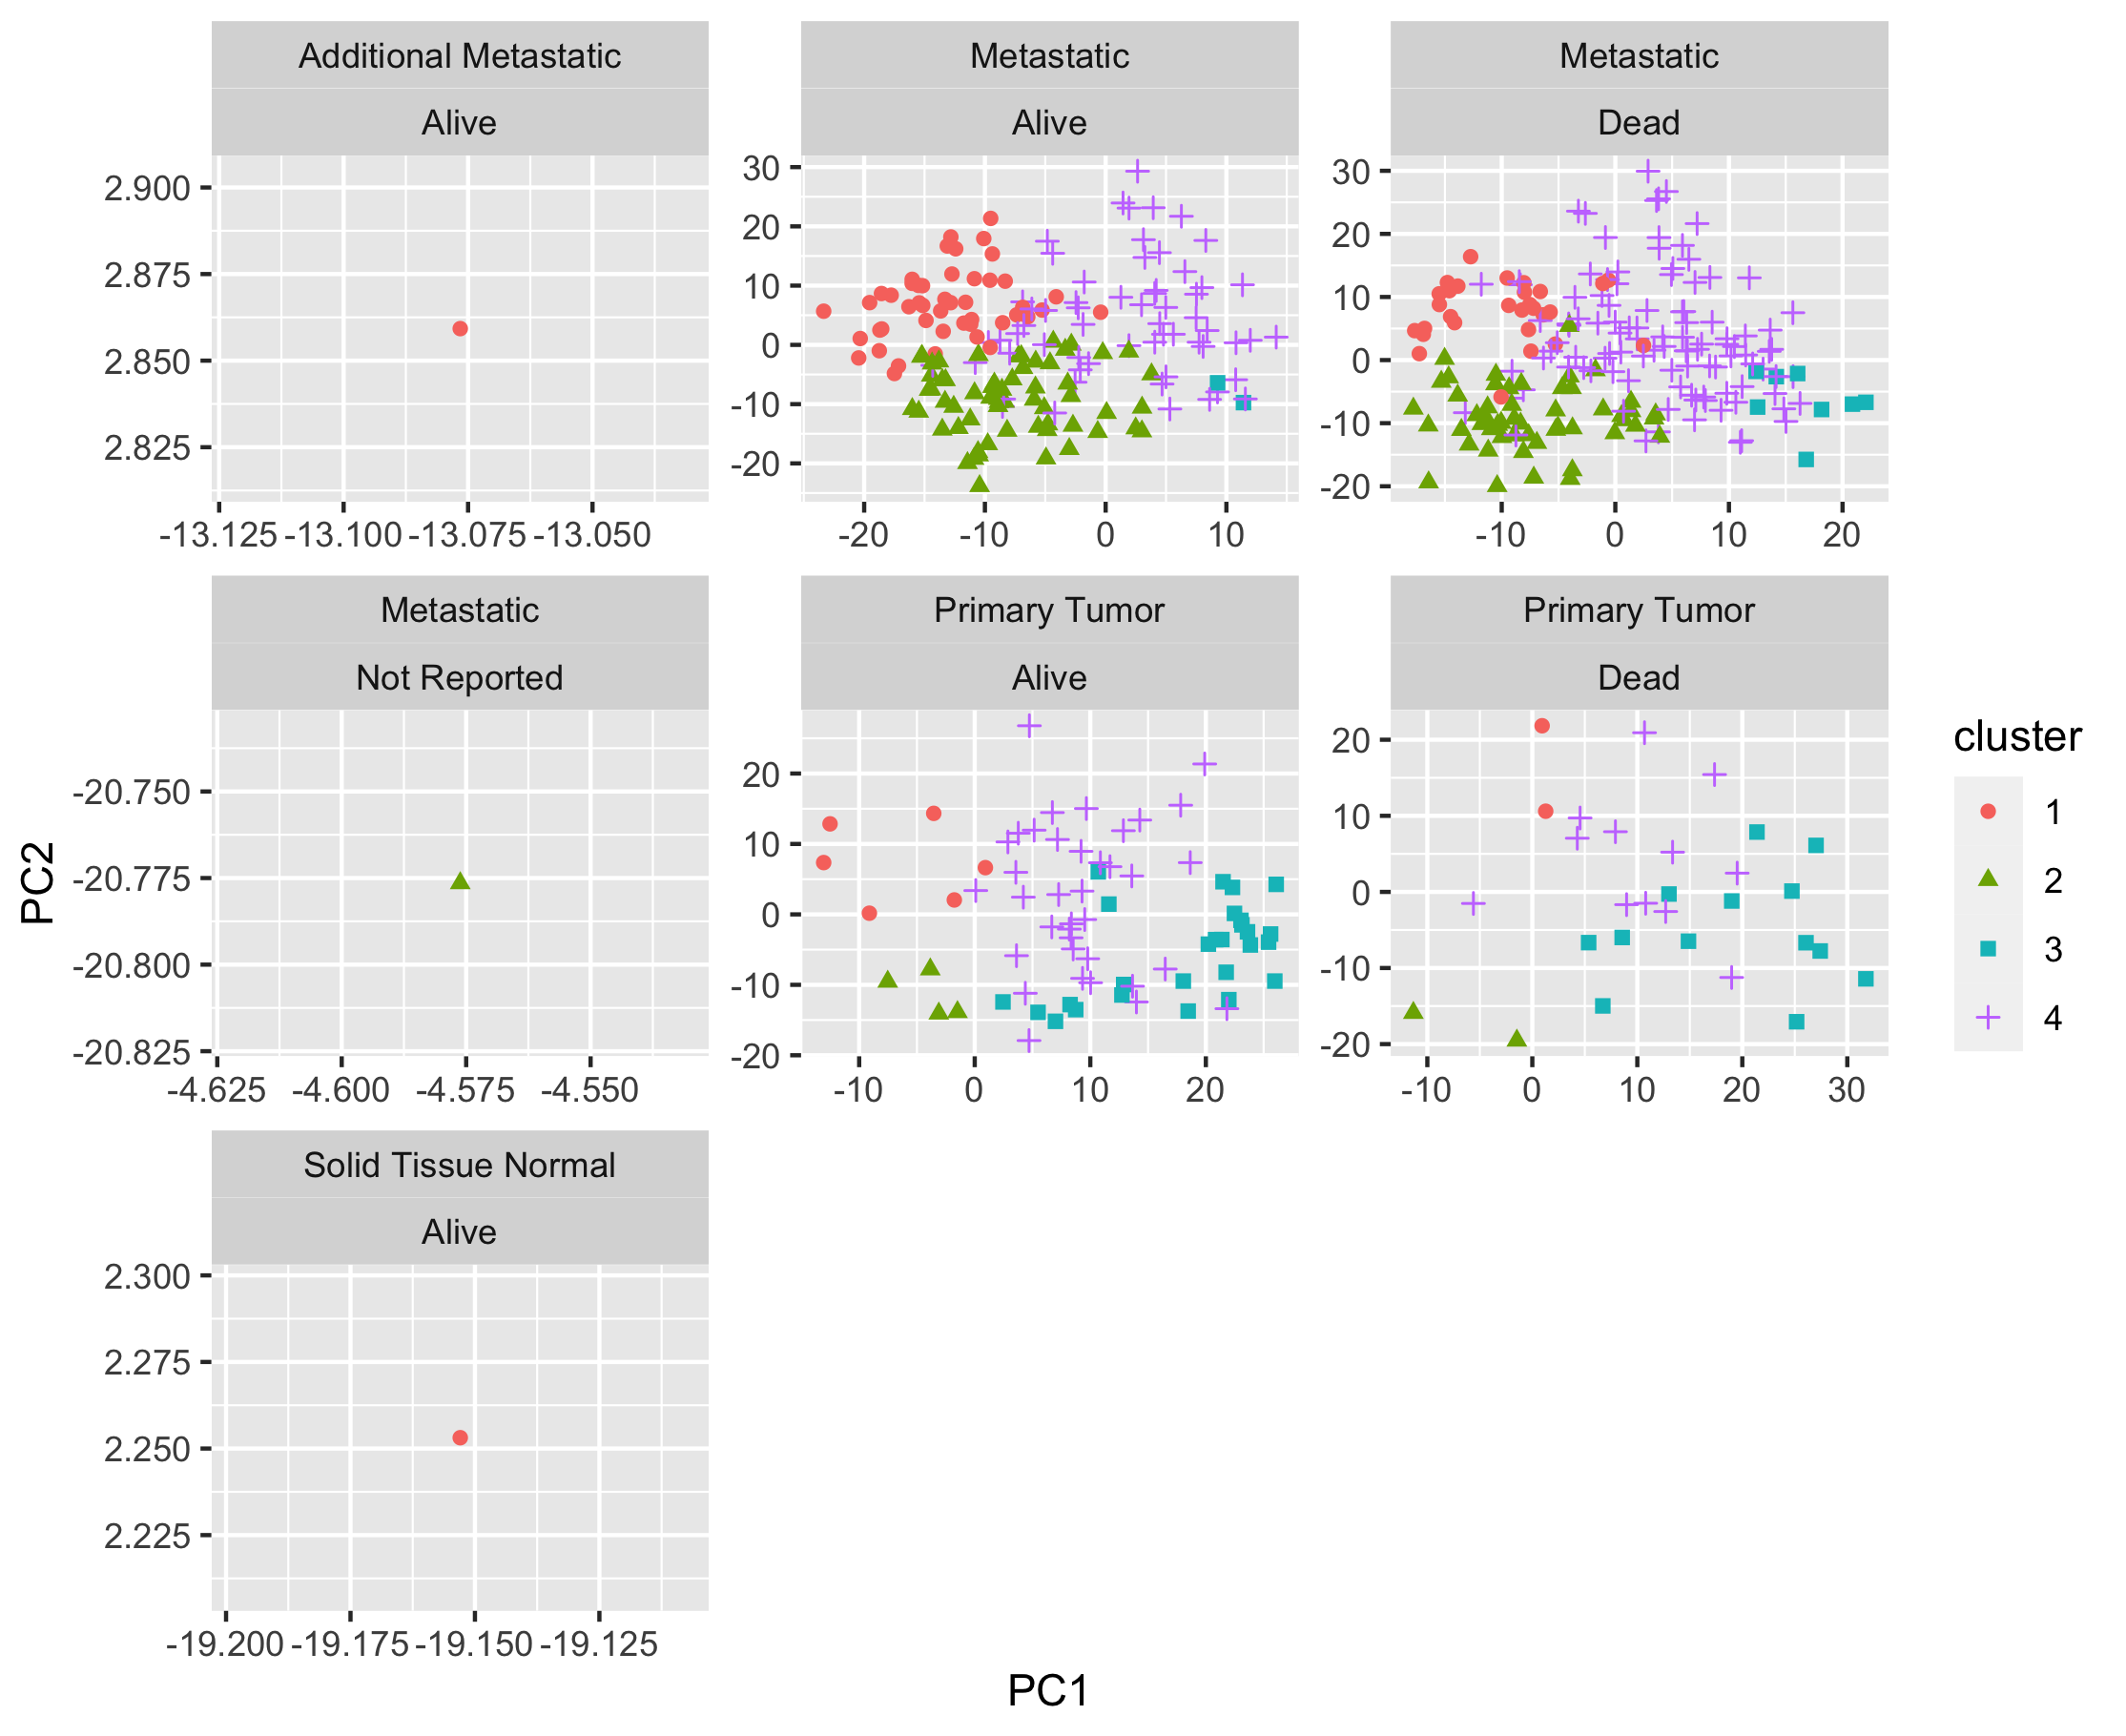 Additional Metastatic
Alive
2.900
2.875
2.850
2.825
-13.125 -13.100 -13.075 -13.050
Metastatic
Alive
30
20
10
0
-10
-20
-20 -10 0 10
Metastatic
Dead
30
20
10
0
-10
-20
-10 0 10 20
Metastatic
Not Reported
-20.750
-20.775
-20.800
-20.825
-4.625 -4.600 -4.575 -4.550
Primary Tumor
Alive
20
10
0
-10
-20
-10 0 10 20
Primary Tumor
Dead
20
10
0
-10
-20
-10 0 10 20 30
Solid Tissue Normal
Alive
2.300
2.275
2.250
2.225
-19.200 -19.175 -19.150 -19.125
PC2
PC1
cluster
1
2
3
4